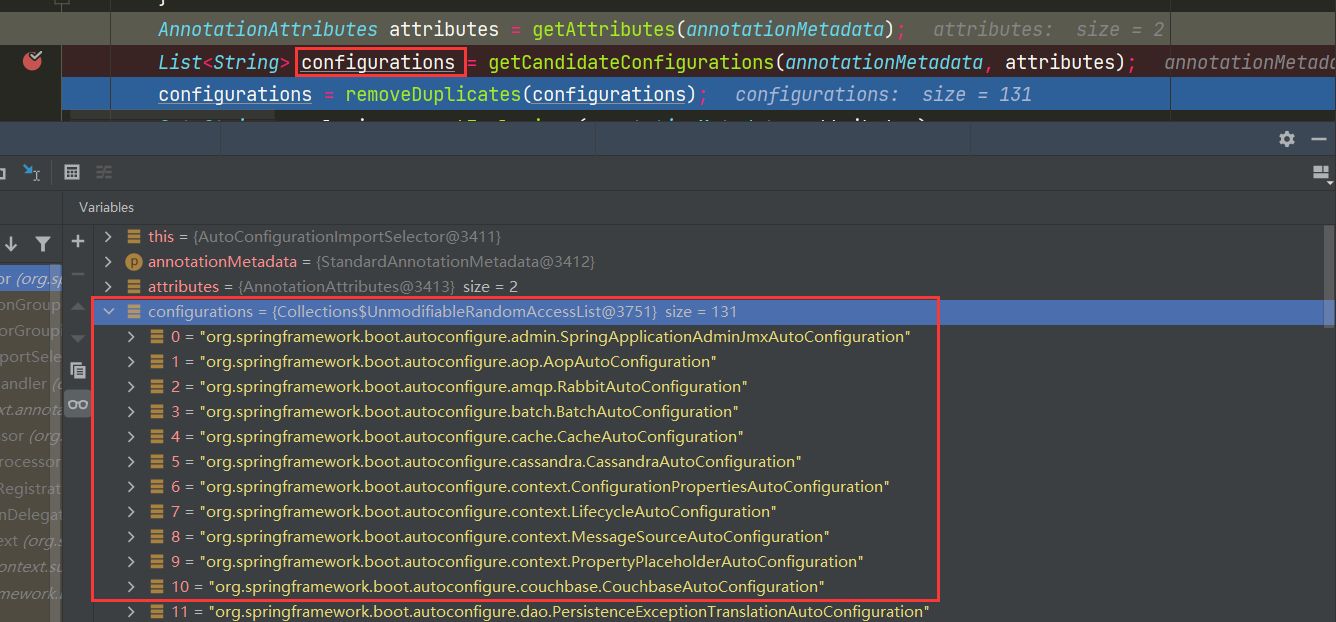 AnnotationAttributes attributes = getAttributes(annotationMetadata); attributes: size = 2
List<String> configurations = getCandidateConfigurations(annotationMetadata, attributes); annotationMetada
configurations = removeDuplicates(configurations); configurations: size = 131
Variables
this = {AutoConfigurationImportSelector@3411}
p annotationMetadata = {StandardAnnotationMetadata@3412}
or (org.sp
attributes = {AnnotationAttributes@3413} size = 2
onGroup
configurations = {Collections$UnmodifiableRandomAccessList@3751} size = 131
orGroup
0 = "org.springframework.boot.autoconfigure.admin.SpringApplicationAdminJmxAutoConfiguration"
portSele
1 = "org.springframework.boot.autoconfigure.aop.AopAutoConfiguration"
andler (c
2 = "org.springframework.boot.autoconfigure.amqp.RabbitAutoConfiguration"
xt.annota
3 = "org.springframework.boot.autoconfigure.batch.BatchAutoConfiguration"
sor (org.
4 = "org.springframework.boot.autoconfigure.cache.CacheAutoConfiguration"
rocessor
5 = "org.springframework.boot.autoconfigure.cassandra.CassandraAutoConfiguration"
Registrat
6 = "org.springframework.boot.autoconfigure.context.ConfigurationPropertiesAutoConfiguration"
nDelegat
7 = "org.springframework.boot.autoconfigure.context.LifecycleAutoConfiguration"
ext (org.s
8 = "org.springframework.boot.autoconfigure.context.MessageSourceAutoConfiguration"
ontext.su
9 = "org.springframework.boot.autoconfigure.context.PropertyPlaceholderAutoConfiguration"
mework.b
10 = "org.springframework.boot.autoconfigure.couchbase.CouchbaseAutoConfiguration"
11 = "org.springframework.boot.autoconfigure.dao.PersistenceExceptionTranslationAutoConfiguration"